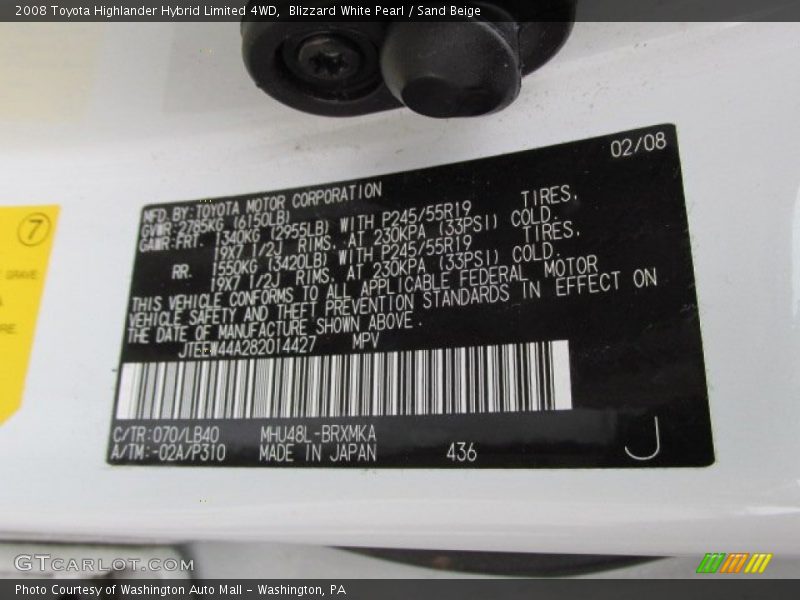 2008 Toyota Highlander Hybrid Limited 4WD,  Blizzard White Pearl / Sand Beige
02/08
MFD.BY:TOYOTA MOTOR CORPORATION
GVWR:2785KG (6150LB)
GAWR:FRT. 1340KG (2955LB) WITH P245/55R19 TIRES,
19X7 1/2J RIMS, AT 230KPA (33PSI) COLD.
RR. 1550KG (3420LB) WITH P245/55R19 TIRES,
19X7 1/2J RIMS, AT 230KPA (33PSI) COLD.
THIS VEHICLE CONFORMS TO ALL APPLICABLE FEDERAL MOTOR
VEHICLE SAFETY AND THEFT PREVENTION STANDARDS IN EFFECT ON
THE DATE OF MANUFACTURE SHOWN ABOVE.
JTEEW44A282014427 MPV
C/TR:070/LB40 MHU48L-BRXMKA
A/TM:-02A/P310 MADE IN JAPAN 436 J
7
GRAVE
GTCarLot.com
Photo Courtesy of Washington Auto Mall - Washington, PA